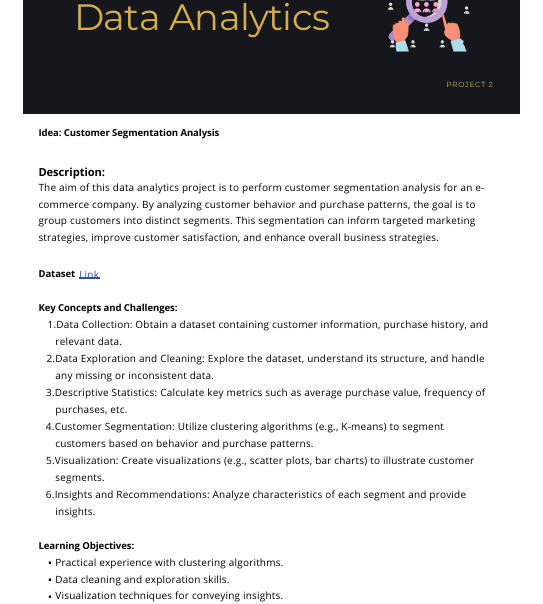 Data Analytics
PROJECT 2
Idea: Customer Segmentation Analysis
Description:
The aim of this data analytics project is to perform customer segmentation analysis for an e-
commerce company. By analyzing customer behavior and purchase patterns, the goal is to
group customers into distinct segments. This segmentation can inform targeted marketing
strategies, improve customer satisfaction, and enhance overall business strategies.
Dataset Link
Key Concepts and Challenges:
1.Data Collection: Obtain a dataset containing customer information, purchase history, and
relevant data.
2.Data Exploration and Cleaning: Explore the dataset, understand its structure, and handle
any missing or inconsistent data.
3.Descriptive Statistics: Calculate key metrics such as average purchase value, frequency of
purchases, etc.
4.Customer Segmentation: Utilize clustering algorithms (e.g., K-means) to segment
customers based on behavior and purchase patterns.
5.Visualization: Create visualizations (e.g., scatter plots, bar charts) to illustrate customer
segments.
6.Insights and Recommendations: Analyze characteristics of each segment and provide
insights.
Learning Objectives:
• Practical experience with clustering algorithms.
• Data cleaning and exploration skills.
• Visualization techniques for conveying insights.